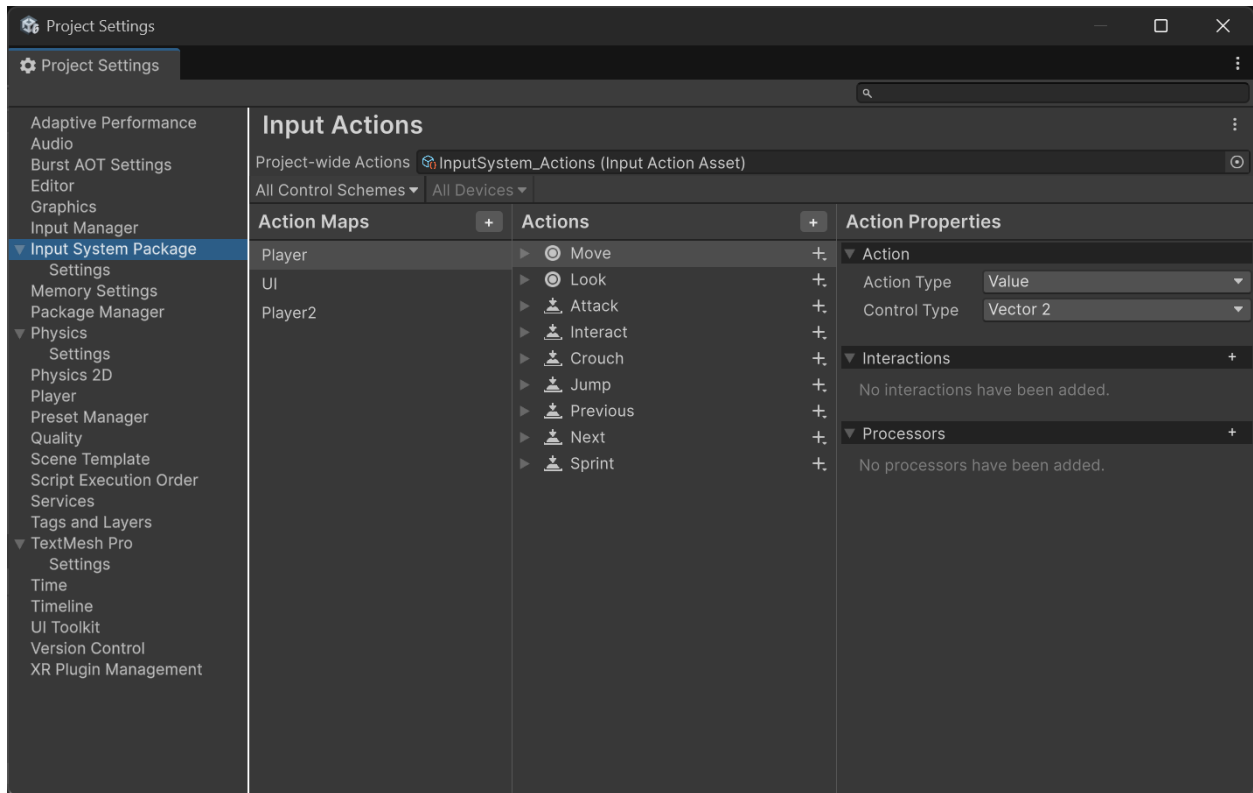 Project Settings
Project Settings
Adaptive Performance
Audio
Burst AOT Settings
Editor
Graphics
Input Manager
Input System Package
Settings
Memory Settings
Package Manager
Physics
Settings
Physics 2D
Player
Preset Manager
Quality
Scene Template
Script Execution Order
Services
Tags and Layers
TextMesh Pro
Settings
Time
Timeline
UI Toolkit
Version Control
XR Plugin Management
Input Actions
Project-wide Actions InputSystem_Actions (Input Action Asset)
All Control Schemes All Devices
Action Maps +
Player
UI
Player2
Actions +
Move
Look
Attack
Interact
Crouch
Jump
Previous
Next
Sprint
Action Properties
Action
Action Type Value
Control Type Vector 2
Interactions +
No interactions have been added.
Processors +
No processors have been added.